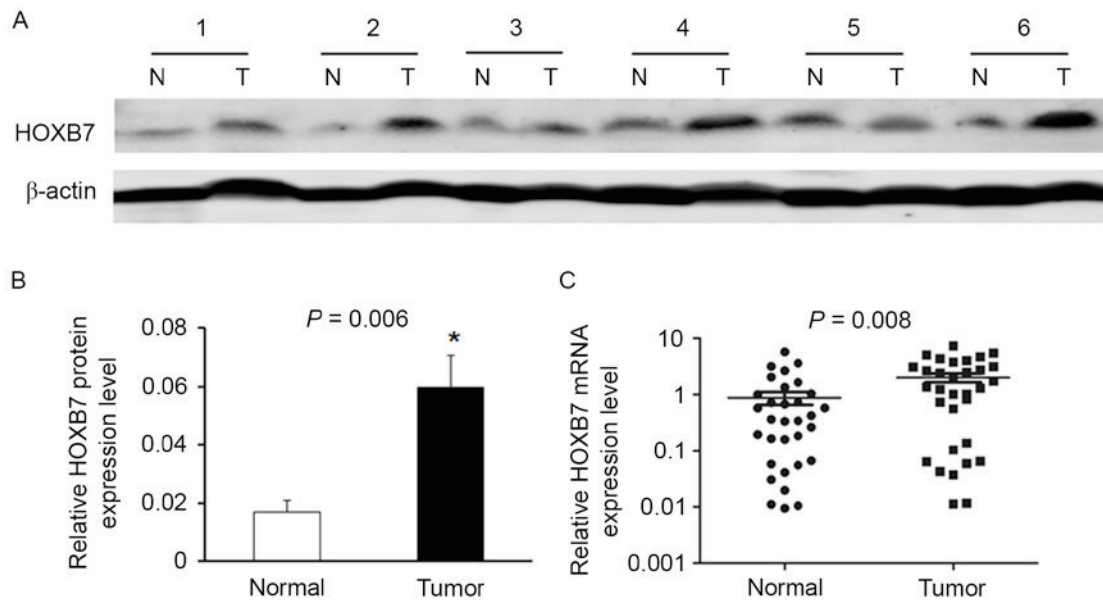 A
1 2 3 4 5 6
N T N T N T N T N T N T
HOXB7
β-actin
B
P = 0.006
Relative HOXB7 protein
expression level
0.08
0.06
0.04
0.02
0
*
Normal Tumor
C
P = 0.008
Relative HOXB7 mRNA
expression level
10
1
0.1
0.01
0.001
Normal Tumor